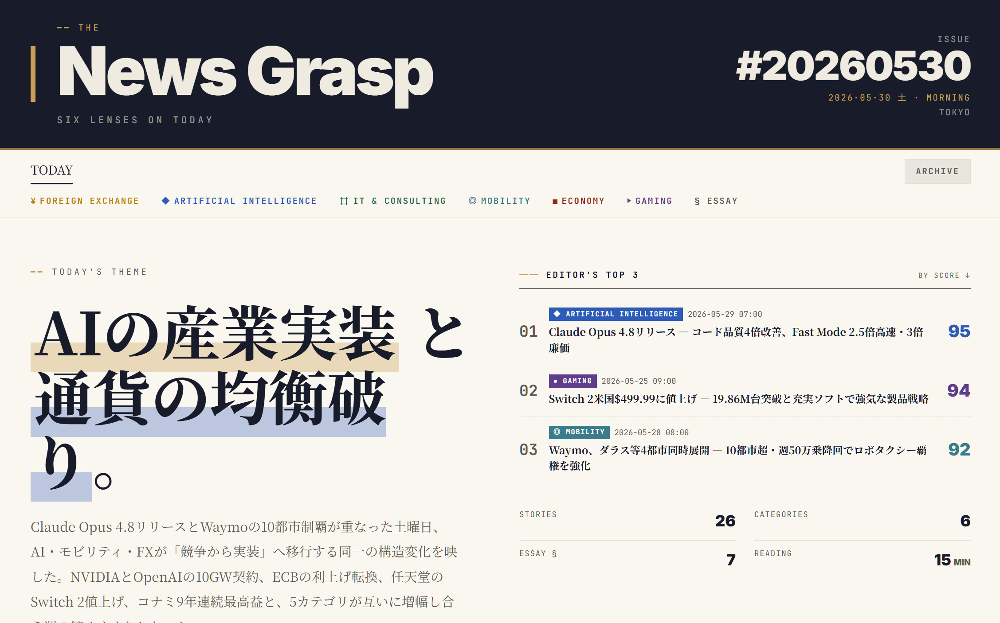 —— THE
News Grasp
SIX LENSES ON TODAY
ISSUE
#20260530
2026·05·30 土 · MORNING
TOKYO
TODAY
ARCHIVE
¥ FOREIGN EXCHANGE ◆ ARTIFICIAL INTELLIGENCE # IT & CONSULTING ◎ MOBILITY ■ ECONOMY ▶ GAMING § ESSAY
—— TODAY'S THEME
AIの産業実装 と
通貨の均衡破
り。
Claude Opus 4.8リリースとWaymoの10都市制覇が重なった土曜日、
AI・モビリティ・FXが「競争から実装」へ移行する同一の構造変化を映
した。NVIDIAとOpenAIの10GW契約、ECBの利上げ転換、任天堂の
Switch 2値上げ、コナミ9年連続最高益と、5カテゴリが互いに増幅し合
—— EDITOR'S TOP 3
BY SCORE ↓
01
◆ ARTIFICIAL INTELLIGENCE 2026-05-29 07:00
Claude Opus 4.8リリース — コード品質4倍改善、Fast Mode 2.5倍高速・3倍
廉価
95
02
● GAMING 2026-05-25 09:00
Switch 2米国$499.99に値上げ — 19.86M台突破と充実ソフトで強気な製品戦略
94
03
◎ MOBILITY 2026-05-28 08:00
Waymo、ダラス等4都市同時展開 — 10都市超・週50万乗降回でロボタクシー覇
権を強化
92
STORIES 26
CATEGORIES 6
ESSAY § 7
READING 15 MIN